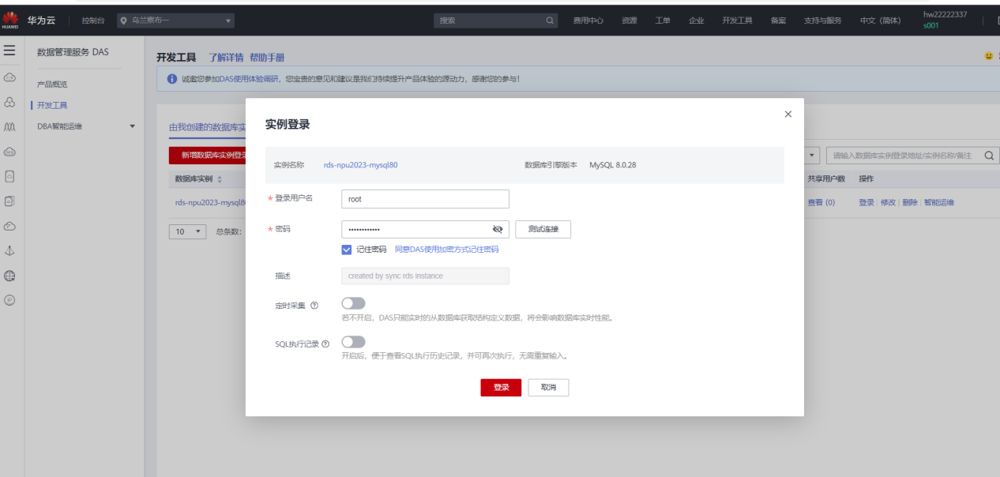 HUAWEI 华为云 控制台 乌兰察布一 搜索 费用中心 资源 工单 企业 开发工具 备案 支持与服务 中文（简体） hw22222337
s001
数据管理服务 DAS
产品概览
开发工具
DBA智能运维
开发工具 了解详情 帮助手册
诚邀您参加DAS使用体验调研，您宝贵的意见和建议是我们持续提升产品体验的源动力，感谢您的参与！
由我创建的数据库实
新增数据库实例登录
请输入数据库实例登录地址/实例名称/备注
数据库实例 共享用户数 操作
rds-npu2023-mysql8 查看 (0) 登录 修改 删除 智能运维
10 总条数：
实例登录
实例名称 rds-npu2023-mysql80 数据库引擎版本 MySQL 8.0.28
* 登录用户名 root
* 密码 ············ 测试连接
记住密码 同意DAS使用加密方式记住密码
描述 created by sync rds instance
定时采集
若不开启，DAS只能实时的从数据库获取结构定义数据，将会影响数据库实时性能。
SQL执行记录
开启后，便于查看SQL执行历史记录，并可再次执行，无需重复输入。
登录 取消